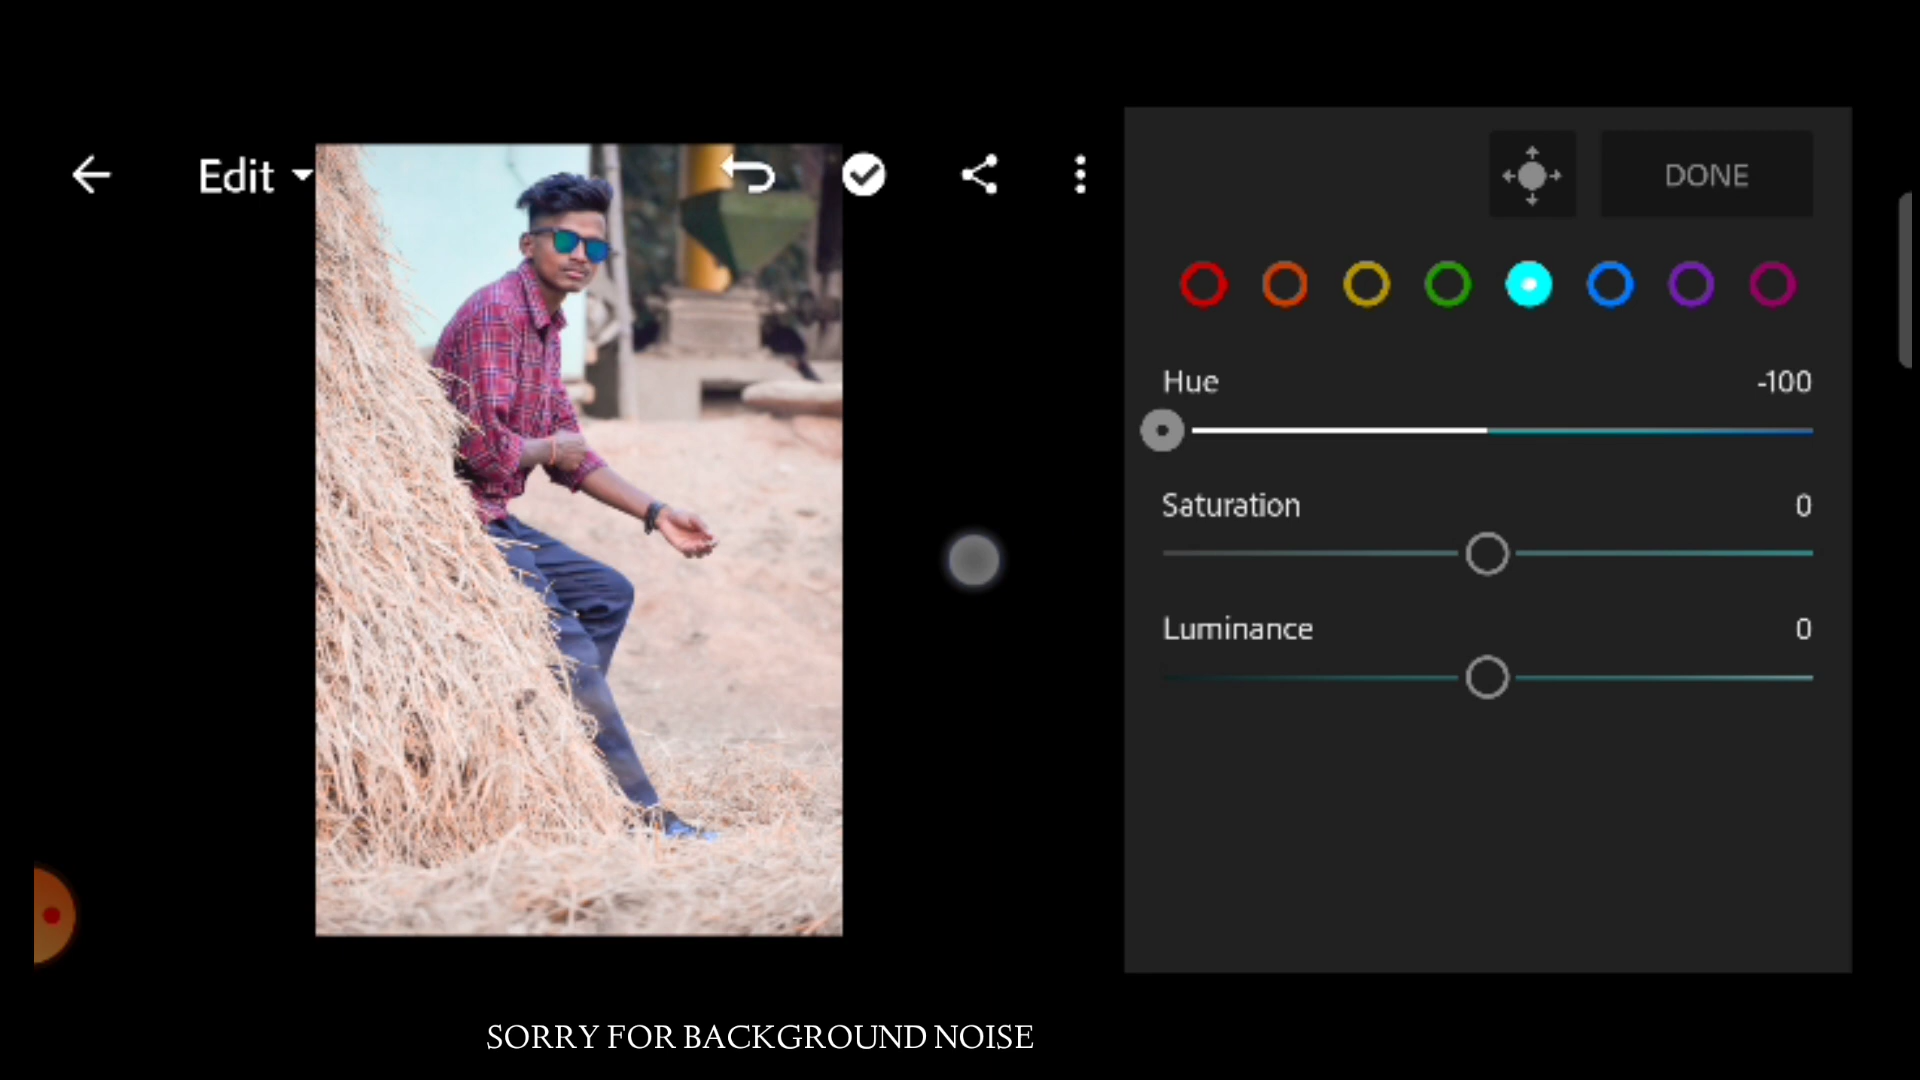 Edit
DONE
Hue -100
Saturation 0
Luminance 0
SORRY FOR BACKGROUND NOISE